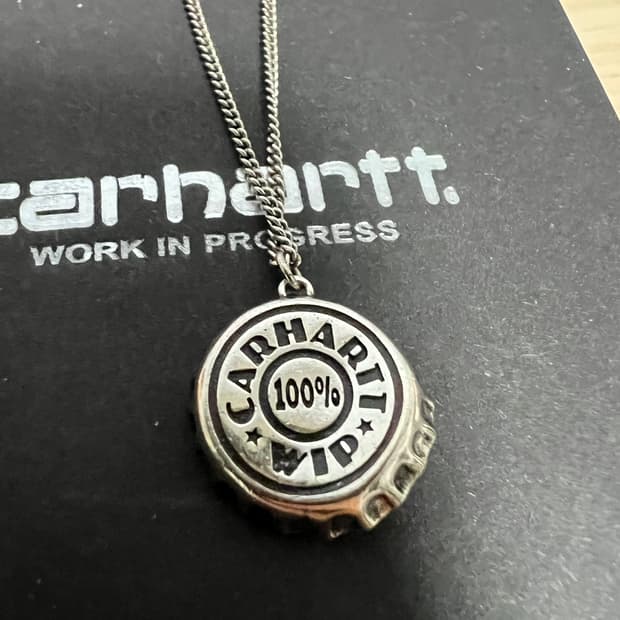 carhartt.
WORK IN PROGRESS
CARHARTT
100%
★ WIP ★